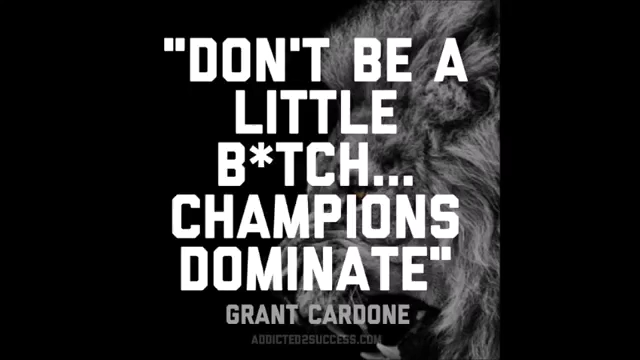 "DON'T BE A
LITTLE
B*TCH...
CHAMPIONS
DOMINATE"
GRANT CARDONE
ADDICTED2SUCCESS.COM